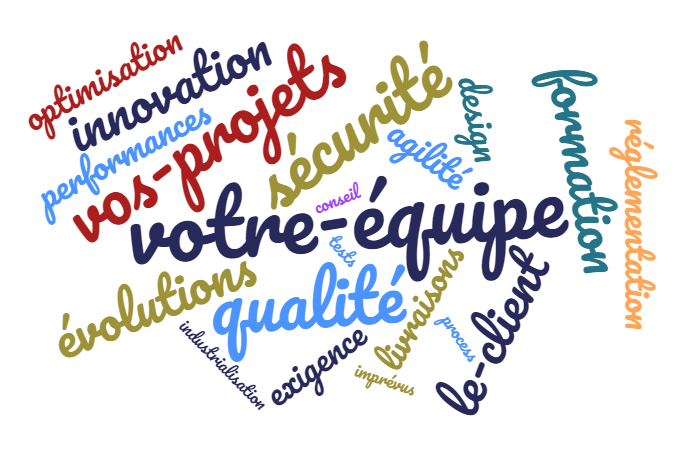 optimisation
innovation
performances
vos-projets
sécurité
design
agilité
formation
réglementation
conseil
votre-équipe
tests
évolutions
qualité
livraisons
le-client
process
industrialisation
exigence
imprévus